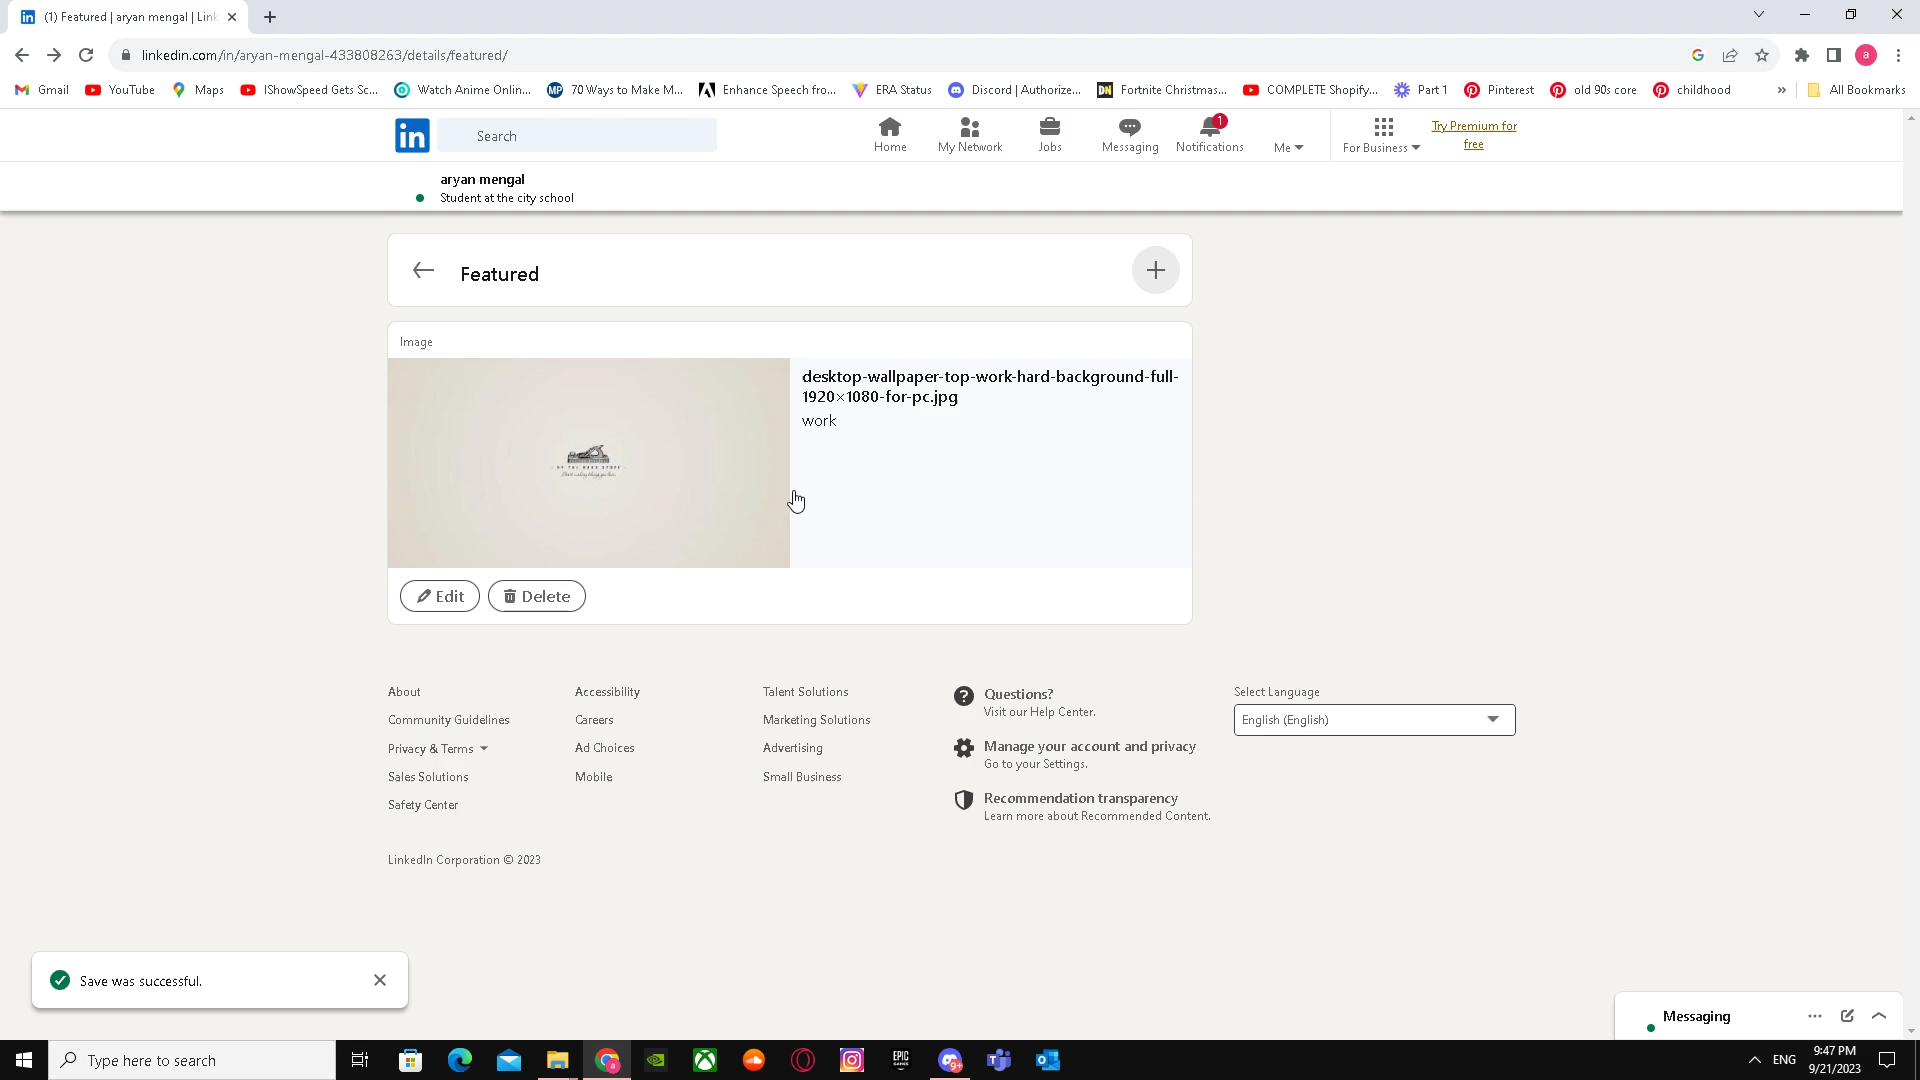 (1) Featured | aryan mengal | Link
linkedin.com/in/aryan-mengal-433808263/details/featured/
a
Gmail
YouTube
Maps
IShowSpeed Gets Sc...
Watch Anime Onlin...
70 Ways to Make M...
Enhance Speech fro...
ERA Status
Discord | Authorize...
Fortnite Christmas...
COMPLETE Shopify...
Part 1
Pinterest
old 90s core
childhood
»
All Bookmarks
in
Search
Home
My Network
Jobs
Messaging
1
Notifications
Me
For Business
Try Premium for
free
aryan mengal
Student at the city school
Featured
Image
desktop-wallpaper-top-work-hard-background-full-
1920×1080-for-pc.jpg
work
Edit
Delete
About
Community Guidelines
Privacy & Terms
Sales Solutions
Safety Center
Accessibility
Careers
Ad Choices
Mobile
Talent Solutions
Marketing Solutions
Advertising
Small Business
Questions?
Visit our Help Center.
Manage your account and privacy
Go to your Settings.
Recommendation transparency
Learn more about Recommended Content.
Select Language
English (English)
LinkedIn Corporation © 2023
Save was successful.
Messaging
Type here to search
EPIC
GAMES
9+
ENG
9:47 PM
9/21/2023